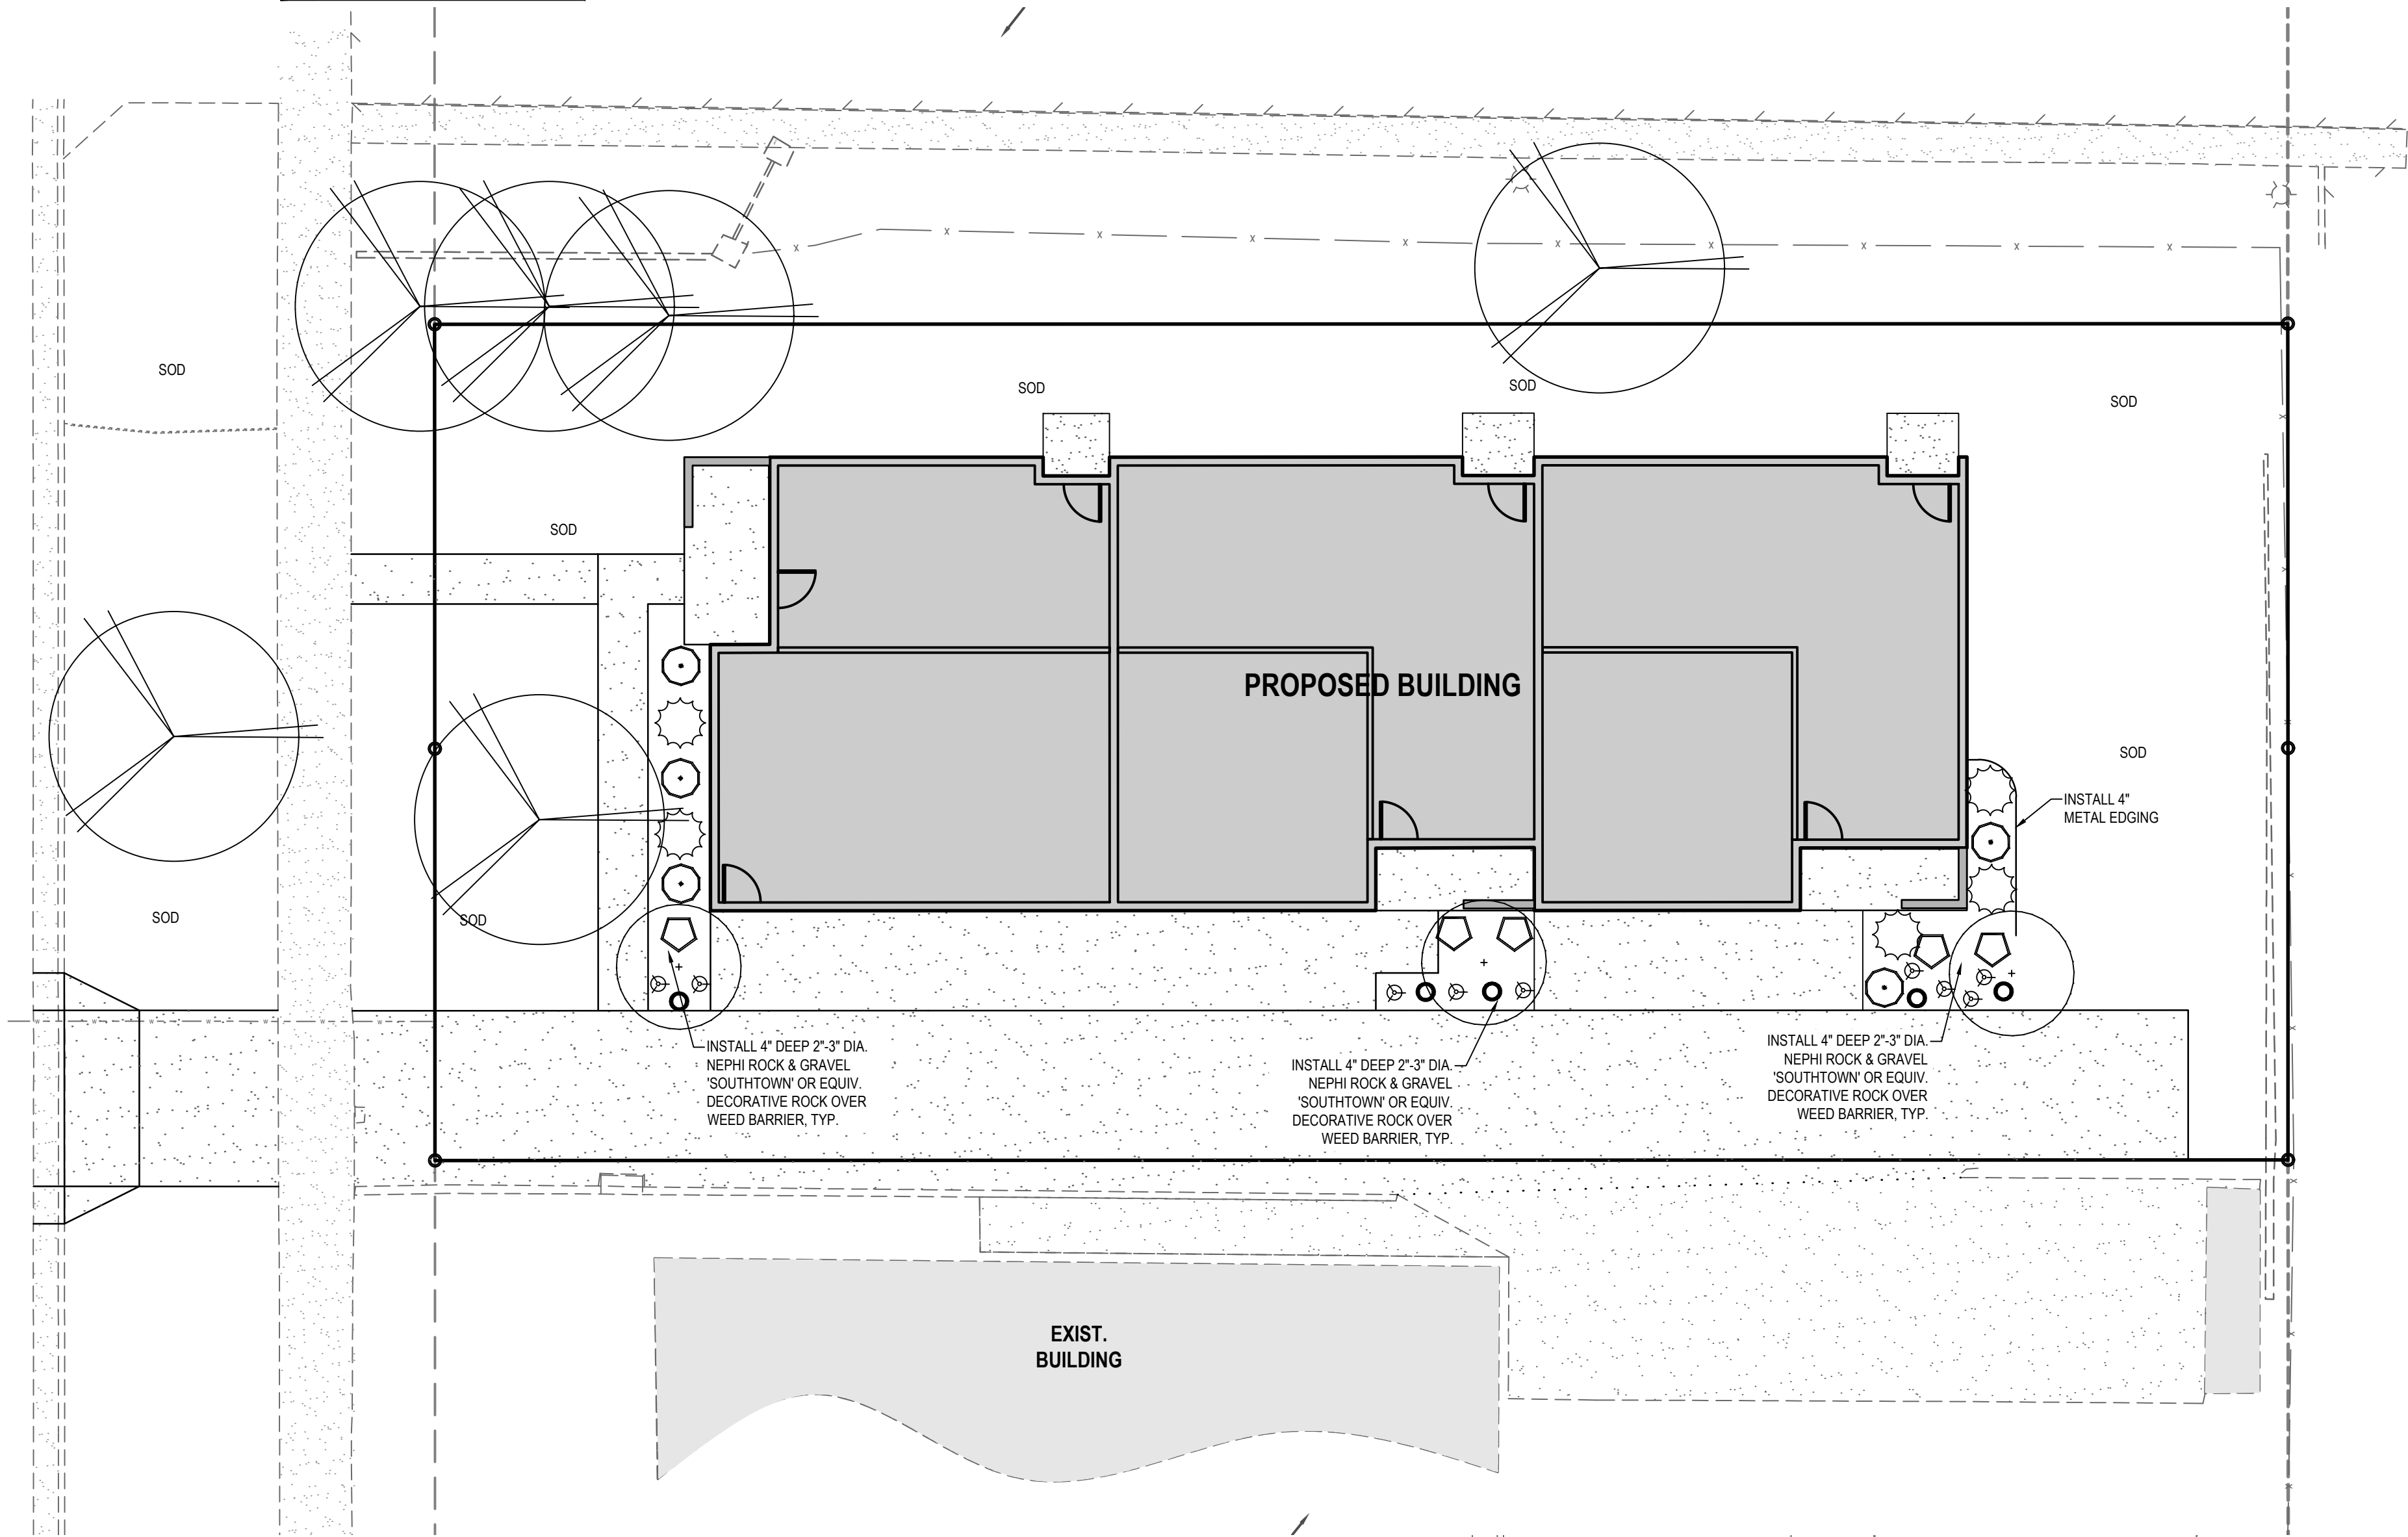 SOD
SOD
SOD
SOD
SOD
PROPOSED BUILDING
SOD
INSTALL 4"
METAL EDGING
SOD
SOD
INSTALL 4" DEEP 2"-3" DIA.
NEPHI ROCK & GRAVEL
'SOUTHTOWN' OR EQUIV.
DECORATIVE ROCK OVER
WEED BARRIER, TYP.
INSTALL 4" DEEP 2"-3" DIA.
NEPHI ROCK & GRAVEL
'SOUTHTOWN' OR EQUIV.
DECORATIVE ROCK OVER
WEED BARRIER, TYP.
INSTALL 4" DEEP 2"-3" DIA.
NEPHI ROCK & GRAVEL
'SOUTHTOWN' OR EQUIV.
DECORATIVE ROCK OVER
WEED BARRIER, TYP.
EXIST.
BUILDING